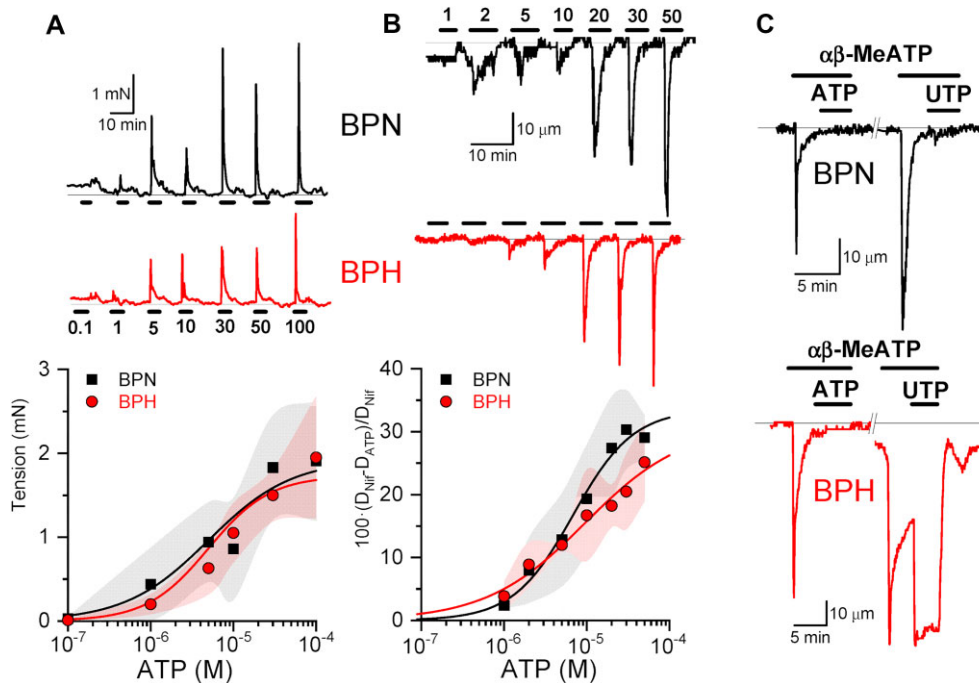 A
1 mN
10 min
BPN
BPH
0.1 1 5 10 30 50 100
BPN
BPH
Tension (mN)
3
2
1
0
10⁻⁷ 10⁻⁶ 10⁻⁵ 10⁻⁴
ATP (M)
B
1 2 5 10 20 30 50
10 μm
10 min
BPN
BPH
100·(D_Nif-D_ATP)/D_Nif
40
30
20
10
0
10⁻⁷ 10⁻⁶ 10⁻⁵ 10⁻⁴
ATP (M)
C
αβ-MeATP
ATP UTP
BPN
10 μm
5 min
αβ-MeATP
ATP UTP
BPH
10 μm
5 min